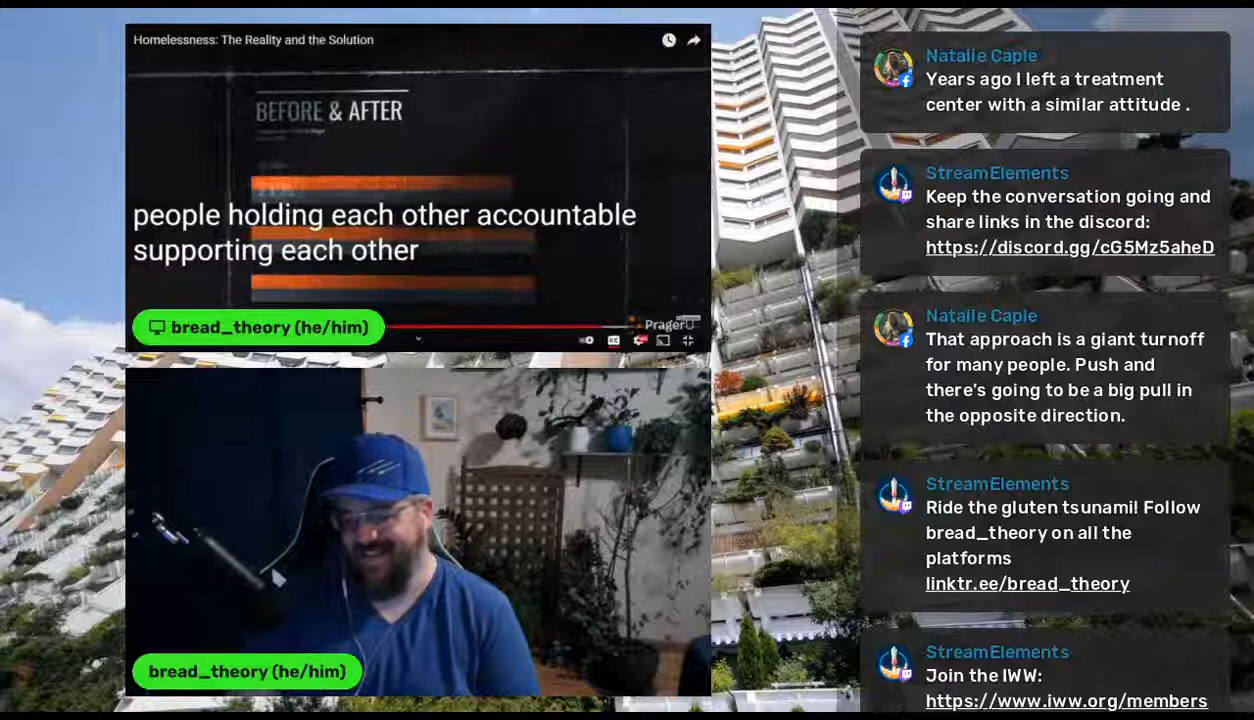 Homelessness: The Reality and the Solution
BEFORE & AFTER
people holding each other accountable
supporting each other
bread_theory (he/him)
PragerU
bread_theory (he/him)
Natalie Caple
Years ago I left a treatment
center with a similar attitude .
StreamElements
Keep the conversation going and
share links in the discord:
https://discord.gg/cG5Mz5aheD
Natalie Caple
That approach is a giant turnoff
for many people. Push and
there's going to be a big pull in
the opposite direction.
StreamElements
Ride the gluten tsunami! Follow
bread_theory on all the
platforms
linktr.ee/bread_theory
StreamElements
Join the IWW:
https://www.iww.org/members